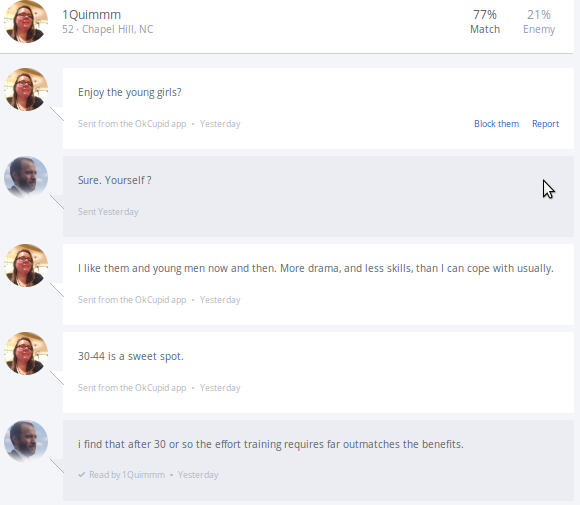 1Quimmm
52 · Chapel Hill, NC
77%
Match
21%
Enemy
Enjoy the young girls?
Sent from the OkCupid app • Yesterday
Block them Report
Sure. Yourself ?
Sent Yesterday
I like them and young men now and then. More drama, and less skills, than I can cope with usually.
Sent from the OkCupid app • Yesterday
30-44 is a sweet spot.
Sent from the OkCupid app • Yesterday
i find that after 30 or so the effort training requires far outmatches the benefits.
✔ Read by 1Quimmm • Yesterday